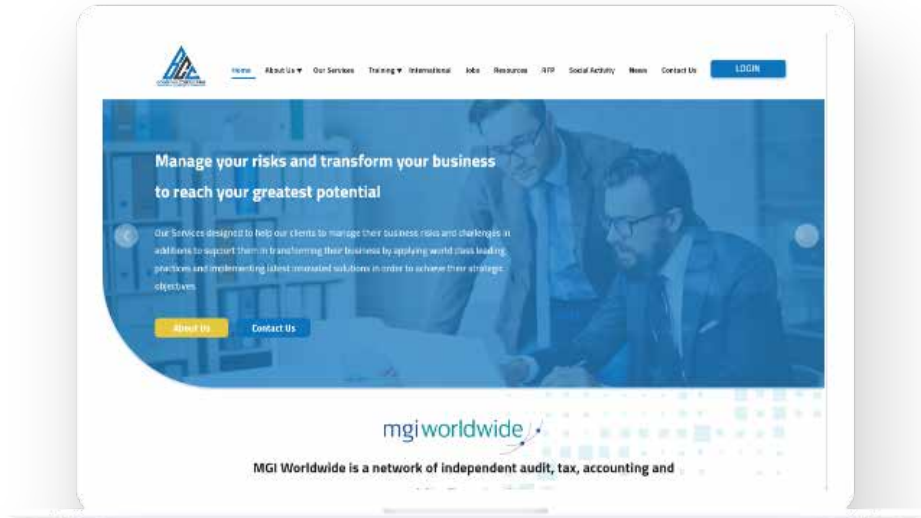 BCC
Home About Us ▾ Our Services Training ▾ International Jobs Resources RFP Social Activity News Contact Us LOGIN
Manage your risks and transform your business
to reach your greatest potential
Our Services designed to help our clients to manage their business risks and challenges in
additions to support them in transforming their business by applying world class leading
practices and implementing latest innovated solutions in order to achieve their strategic
objectives
About Us Contact Us
mgiworldwide
MGI Worldwide is a network of independent audit, tax, accounting and